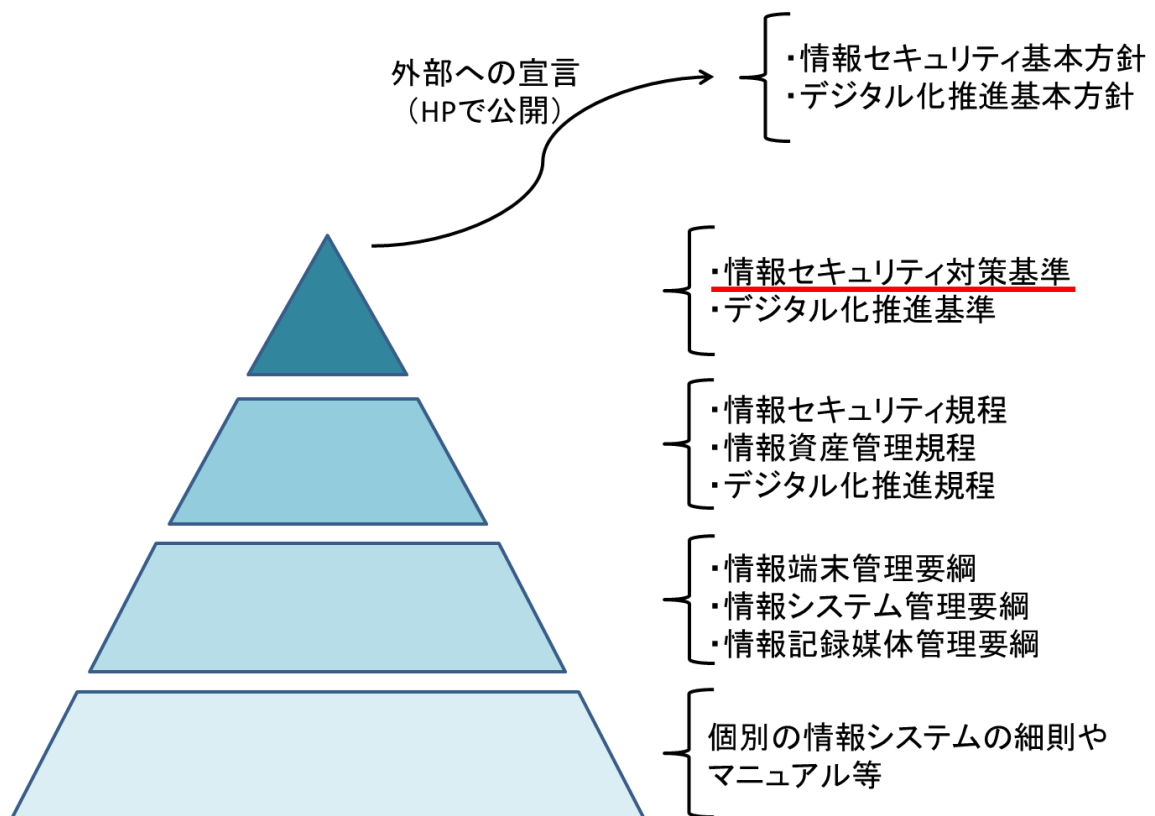 外部への宣言
（HPで公開）
・情報セキュリティ基本方針
・デジタル化推進基本方針
・情報セキュリティ対策基準
・デジタル化推進基準
・情報セキュリティ規程
・情報資産管理規程
・デジタル化推進規程
・情報端末管理要綱
・情報システム管理要綱
・情報記録媒体管理要綱
個別の情報システムの細則や
マニュアル等